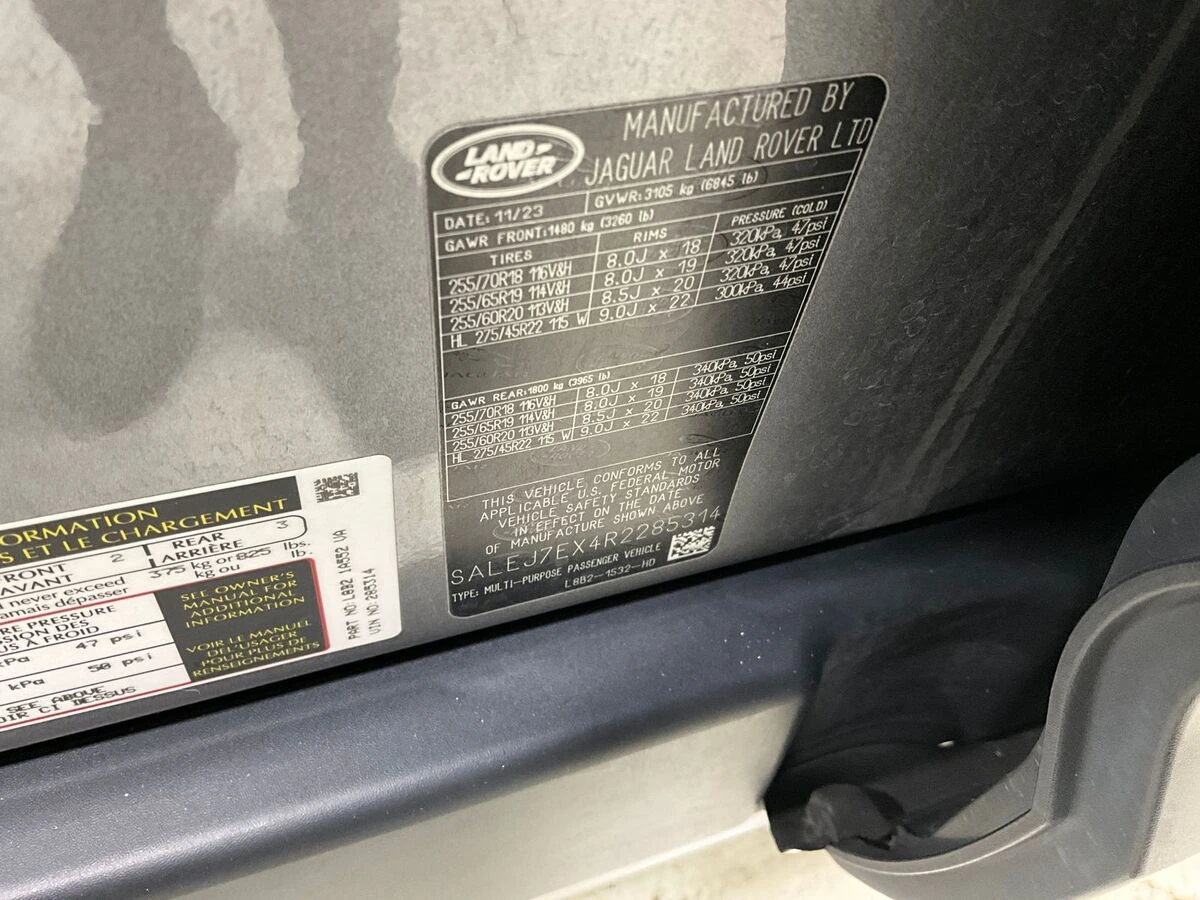 LAND ROVER
MANUFACTURED BY
JAGUAR LAND ROVER LTD
DATE: 11/23 GVWR: 3105 kg (6845 lb)
GAWR FRONT: 1480 kg (3260 lb)
TIRES RIMS PRESSURE (COLD)
255/70R18 116V&H 8.0J x 18 320kPa, 47psi
255/65R19 114V&H 8.0J x 19 320kPa, 47psi
255/60R20 113V&H 8.5J x 20 320kPa, 47psi
HL 275/45R22 115 W 9.0J x 22 300kPa, 44psi
GAWR REAR: 1800 kg (3965 lb)
255/70R18 116V&H 8.0J x 18 340kPa, 50psi
255/65R19 114V&H 8.0J x 19 340kPa, 50psi
255/60R20 113V&H 8.5J x 20 340kPa, 50psi
HL 275/45R22 115 W 9.0J x 22 340kPa, 50psi
THIS VEHICLE CONFORMS TO ALL
APPLICABLE U.S. FEDERAL MOTOR
VEHICLE SAFETY STANDARDS
IN EFFECT ON THE DATE
OF MANUFACTURE SHOWN ABOVE
SALEJ7EX4R2285314
TYPE: MULTI-PURPOSE PASSENGER VEHICLE
L8B2-1532-HD
ORMATION
S ET LE CHARGEMENT
FRONT 2 REAR 3
AVANT ARRIÈRE
never exceed 375 kg or 825 lbs.
amais dépasser kg ou lb.
RE PRESSURE
SION DES
US À FROID
kPa 47 psi
kPa 50 psi
SEE ABOVE
OIR CI DESSUS
SEE OWNER'S
MANUAL FOR
ADDITIONAL
INFORMATION
VOIR LE MANUEL
DE L'USAGER
POUR PLUS DE
RENSEIGNEMENTS
PART NO: L8B2 1A552 UA
VIN NO: 285314